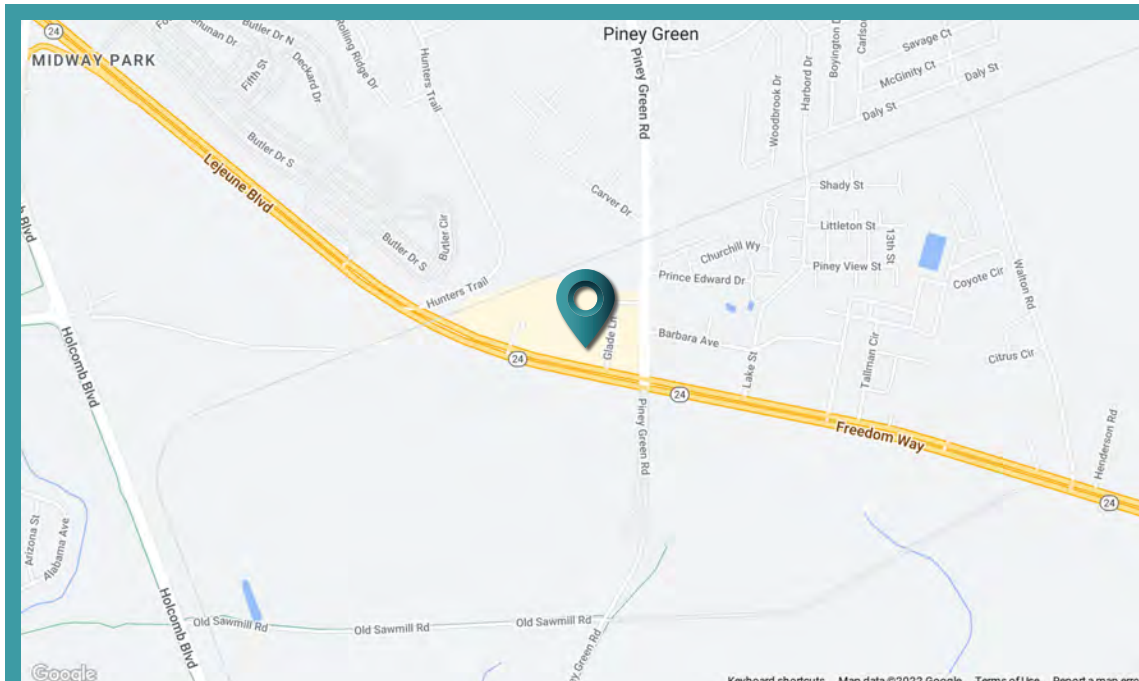 24
MIDWAY PARK
Butler Dr N
Rolling Ridge Dr
Deckard Dr
Fifth St
Hunters Trail
Piney Green
Piney Green Rd
Woodbrook Dr
Boyington Dr
Harbord Dr
Savage Ct
McGinity Ct
Daly St
Daly St
Butler Dr S
Lejeune Blvd
Butler Cir
Butler Dr S
Carver Dr
Shady St
Littleton St
13th St
Churchill Wy
Piney View St
Prince Edward Dr
Coyote Cir
Walton Rd
Hunters Trail
Glade Ln
Barbara Ave
Lake St
Tallman Cir
Citrus Cir
24
24
Holcomb Blvd
Piney Green Rd
Freedom Way
Henderson Rd
24
Arizona St
Alabama Ave
Holcomb Blvd
Old Sawmill Rd
Old Sawmill Rd
Old Sawmill Rd
Google
Map data ©2022 Google